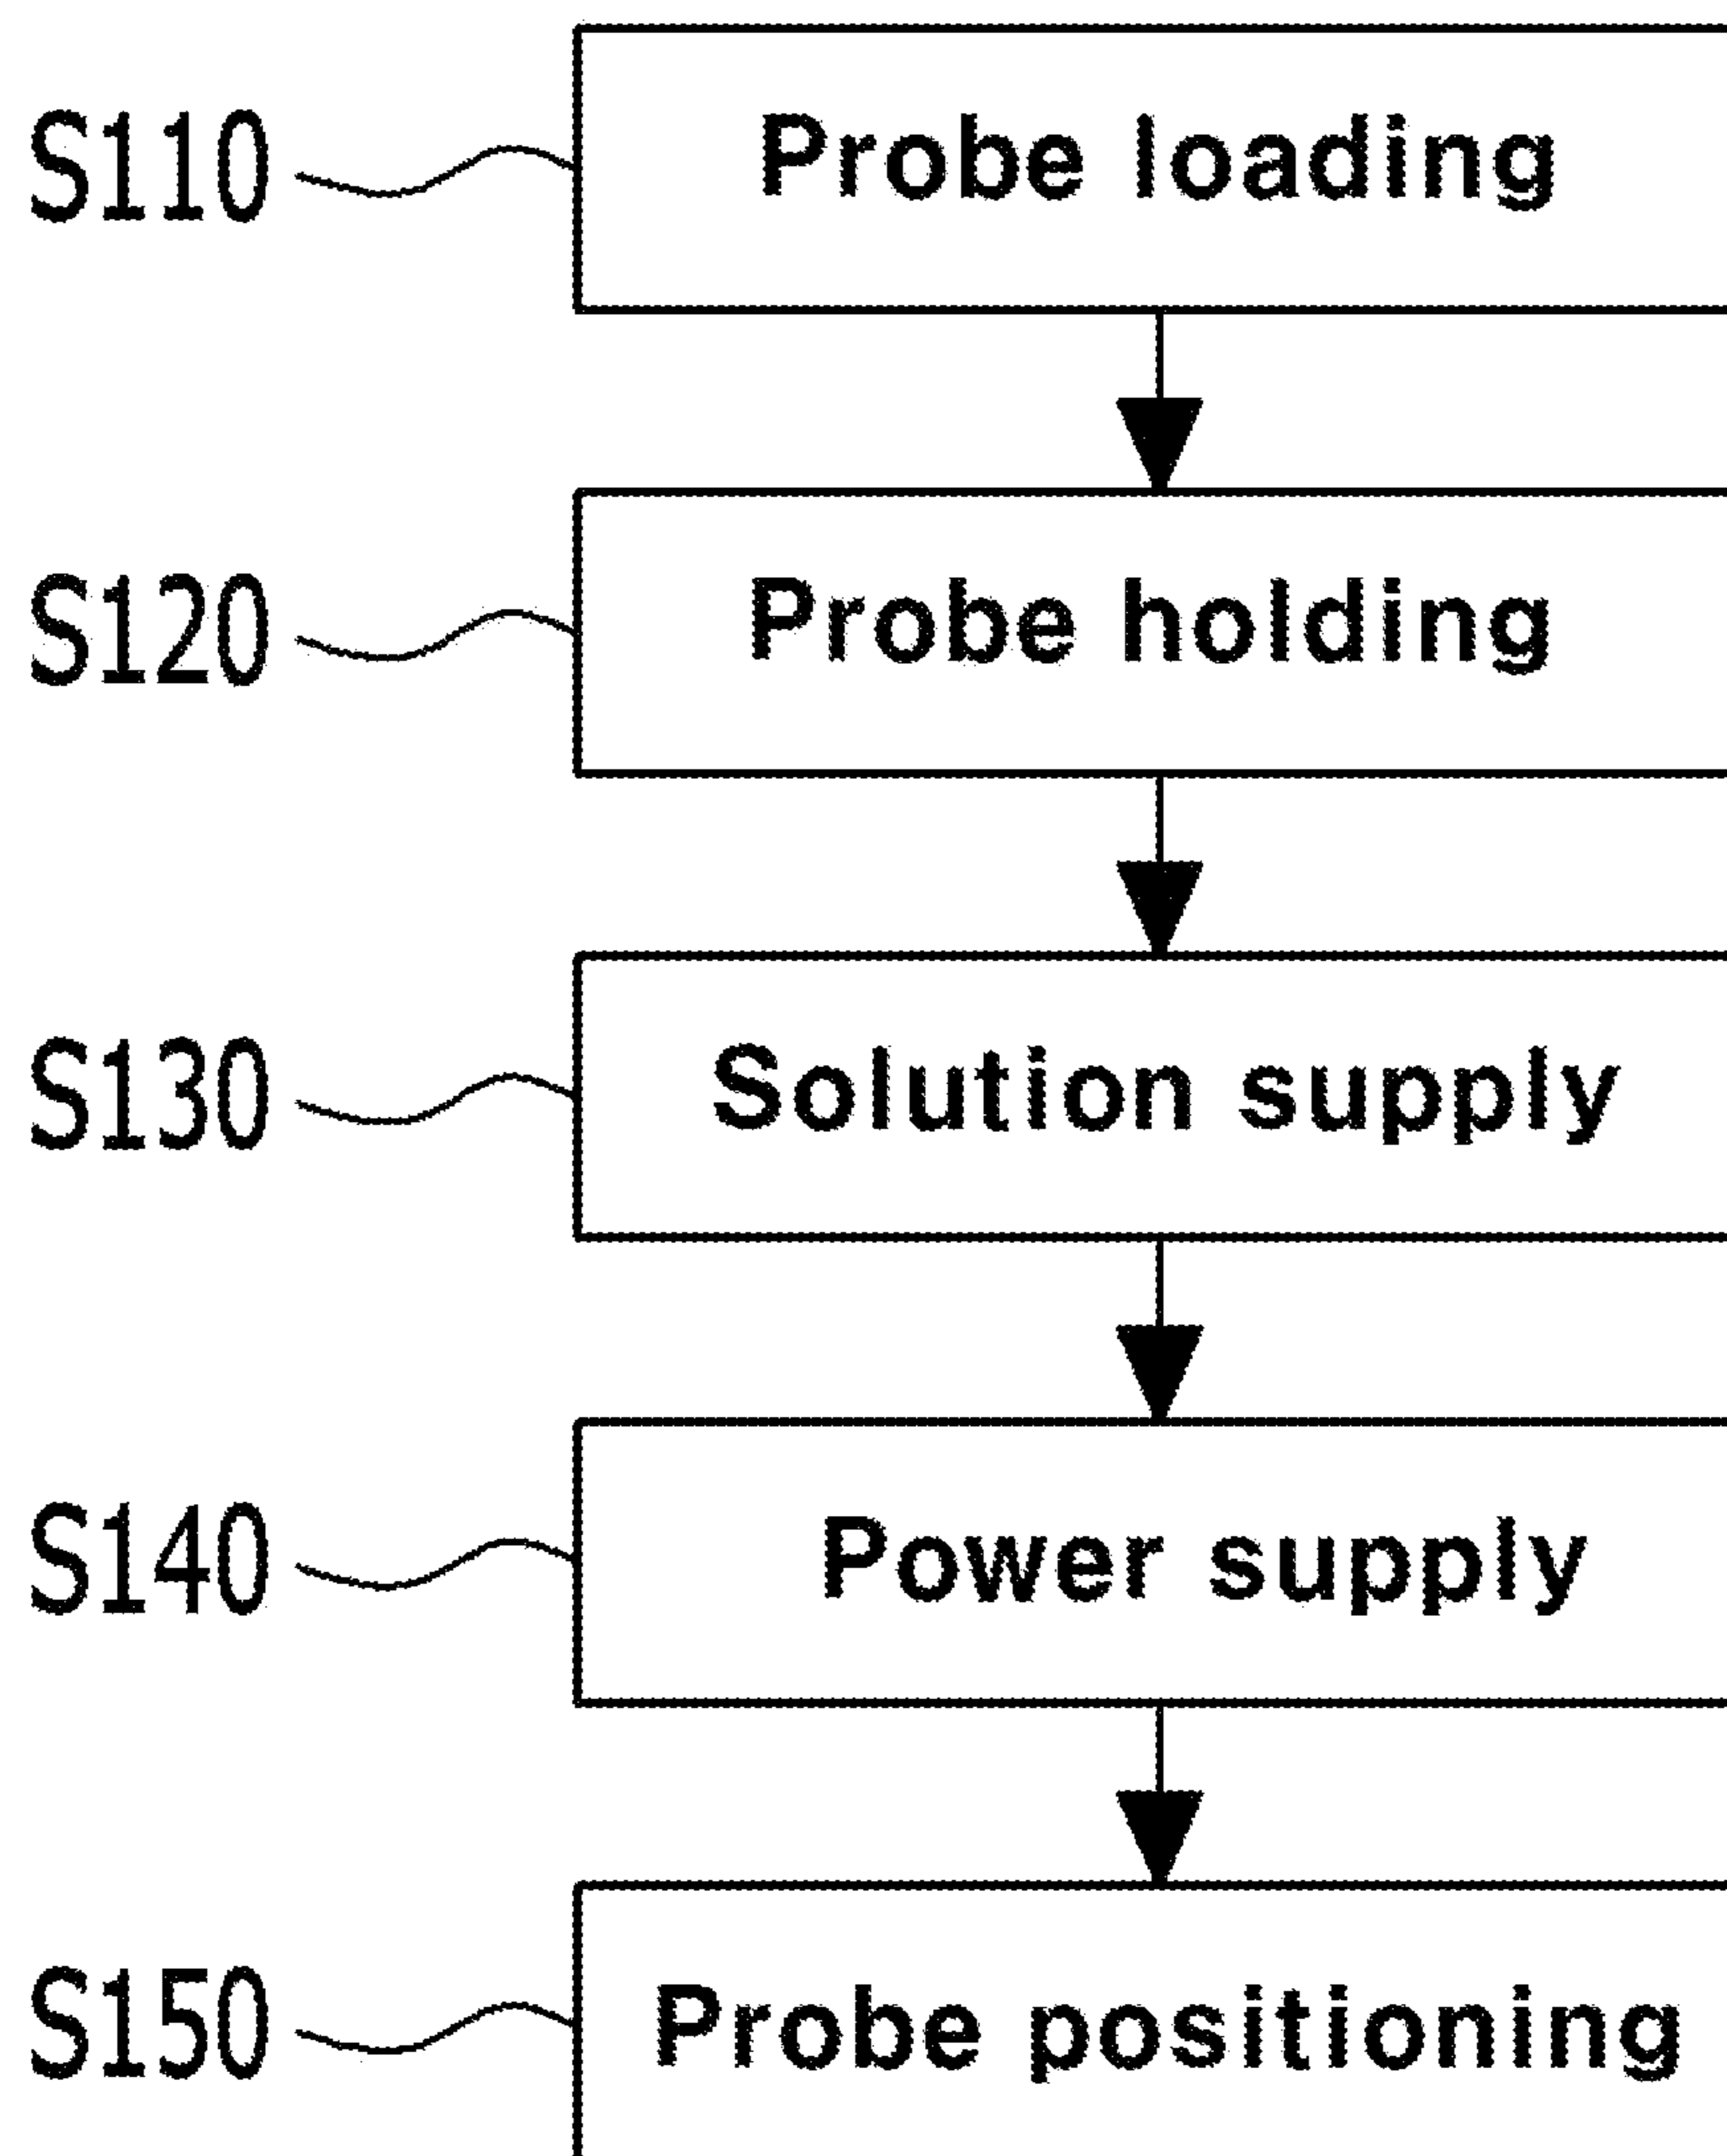 S110 Probe loading
S120 Probe holding
S130 Solution supply
S140 Power supply
S150 Probe positioning